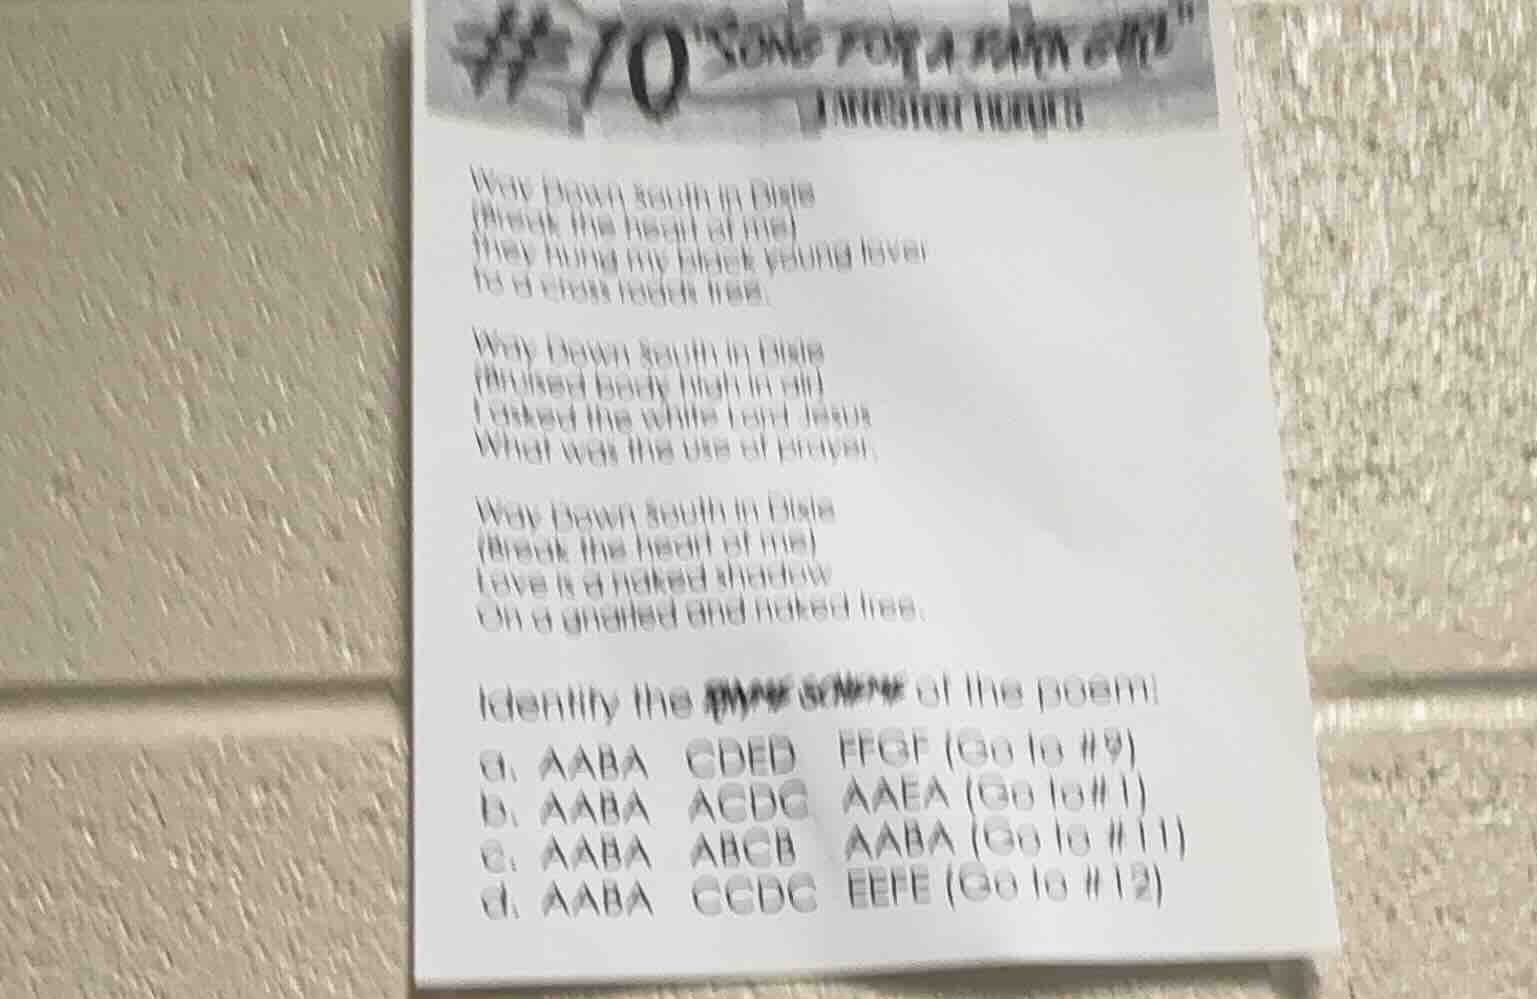 #10 "SONG FOR A DARK GIRL"
LANGSTON HUGHES
Way Down South in Dixie
(Break the heart of me)
They hung my black young lover
To a cross roads tree.
Way Down South in Dixie
(Bruised body high in air)
I asked the white Lord Jesus
What was the use of prayer.
Way Down South in Dixie
(Break the heart of me)
Love is a naked shadow
On a gnarled and naked tree.
Identify the rhyme scheme of the poem:
a. AABA CDED FFGF (Go to #9)
b. AABA ACDC AAEA (Go to#1)
c. AABA ABCB AABA (Go to #11)
d. AABA CCDC EEFE (Go to #12)